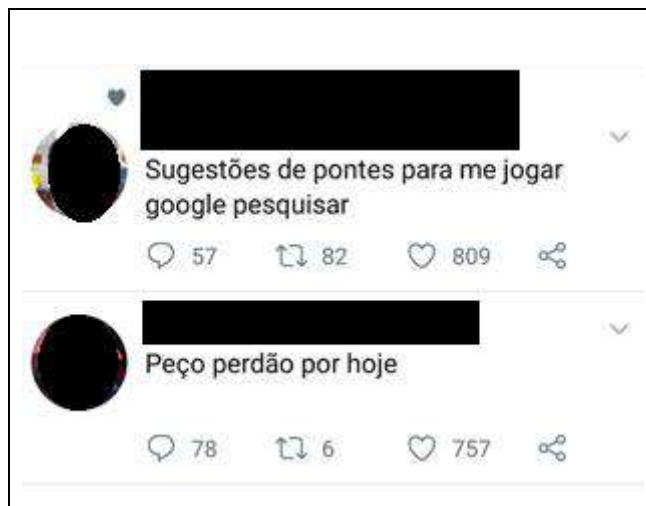 Sugestões de pontes para me jogar
google pesquisar
57 82 809
Peço perdão por hoje
78 6 757